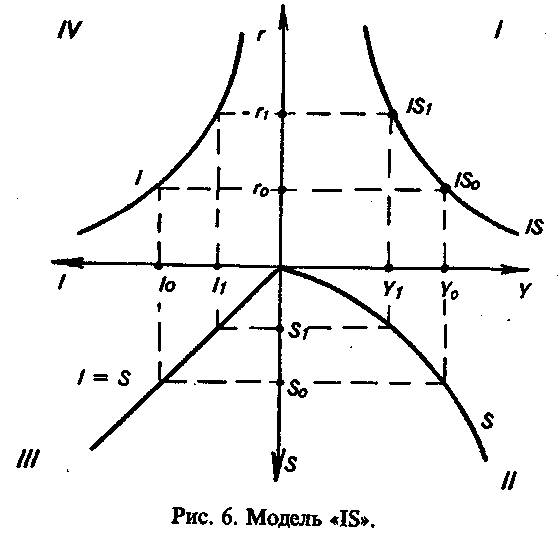 IV r I
r₁ IS₁
I r₀ IS₀
IS
I I₀ I₁ Y₁ Y₀ Y
S₁
I = S S₀
S
III S II
Рис. 6. Модель «IS».